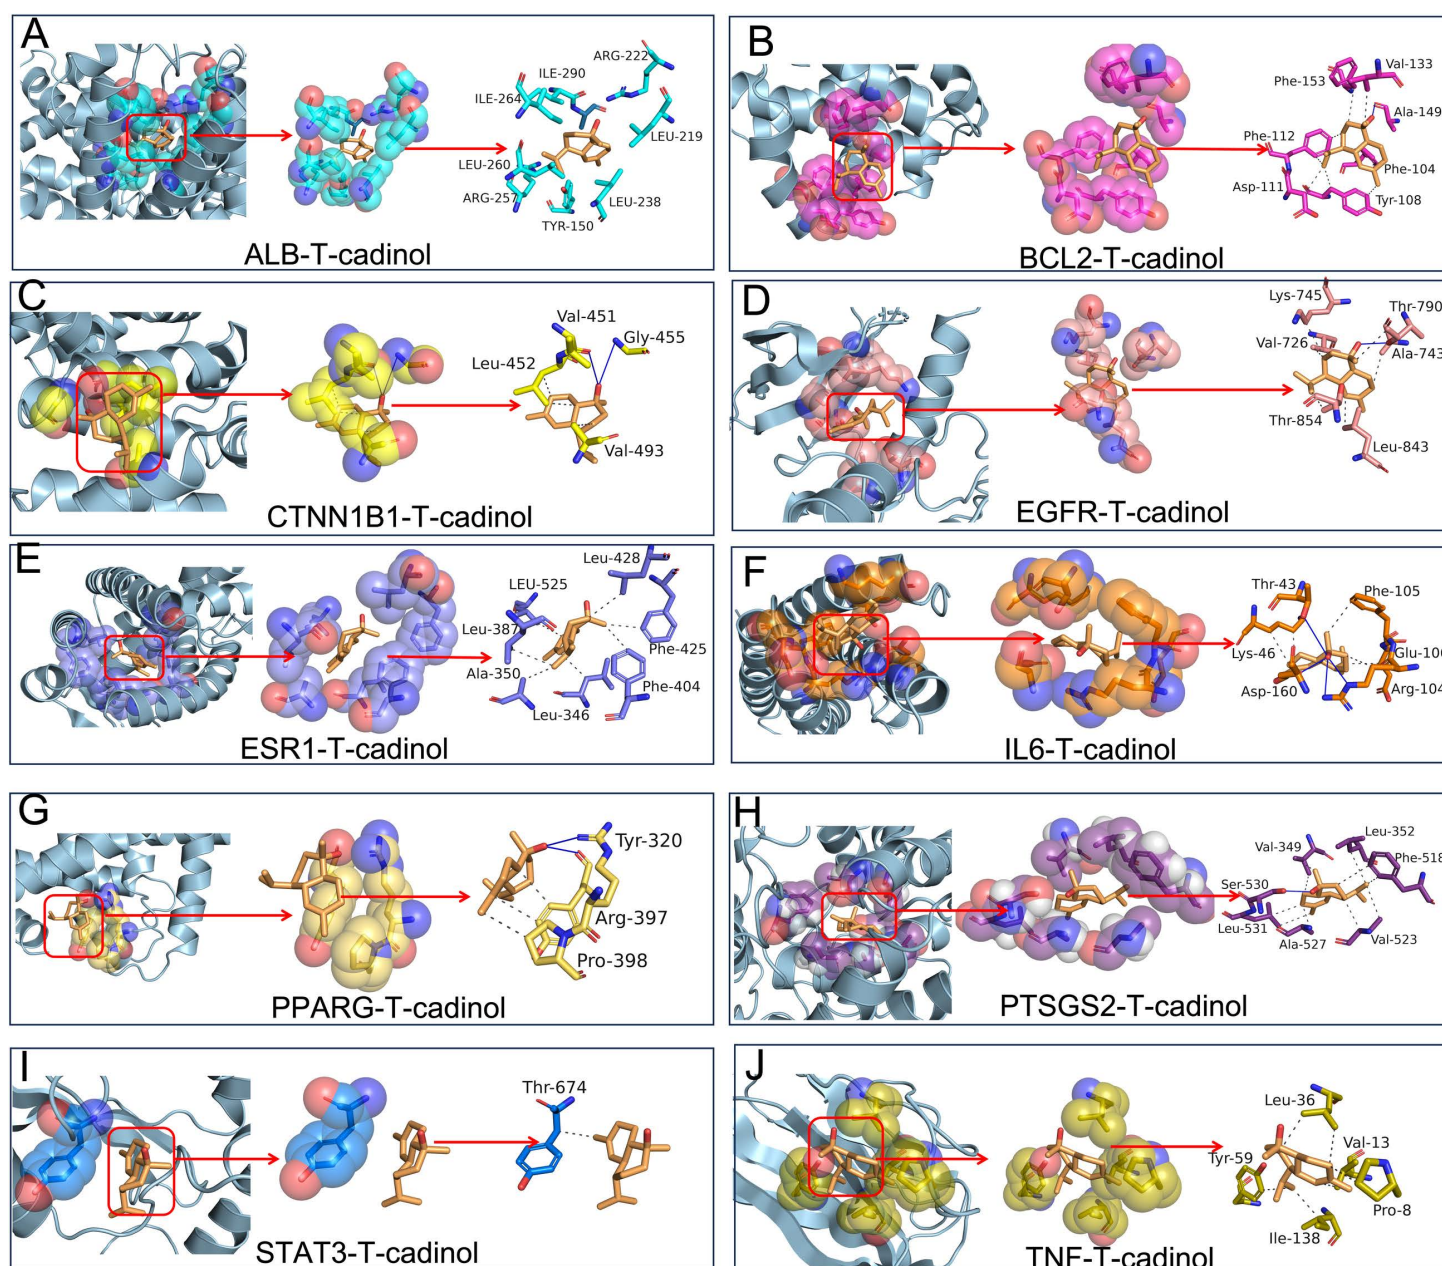 A
ARG-222
ILE-290
ILE-264
LEU-219
LEU-260
ARG-257
LEU-238
TYR-150
ALB-T-cadinol
B
Val-133
Phe-153
Ala-149
Phe-112
Phe-104
Asp-111
Tyr-108
BCL2-T-cadinol
C
Val-451
Gly-455
Leu-452
Val-493
CTNN1B1-T-cadinol
D
Lys-745
Thr-790
Val-726
Ala-743
Thr-854
Leu-843
EGFR-T-cadinol
E
Leu-428
LEU-525
Leu-387
Phe-425
Ala-350
Phe-404
Leu-346
ESR1-T-cadinol
F
Thr-43
Phe-105
Lys-46
Glu-106
Asp-160
Arg-104
IL6-T-cadinol
G
Tyr-320
Arg-397
Pro-398
PPARG-T-cadinol
H
Leu-352
Val-349
Phe-518
Ser-530
Leu-531
Ala-527
Val-523
PTSGS2-T-cadinol
I
Thr-674
STAT3-T-cadinol
J
Leu-36
Val-13
Tyr-59
Pro-8
Ile-138
TNF-T-cadinol